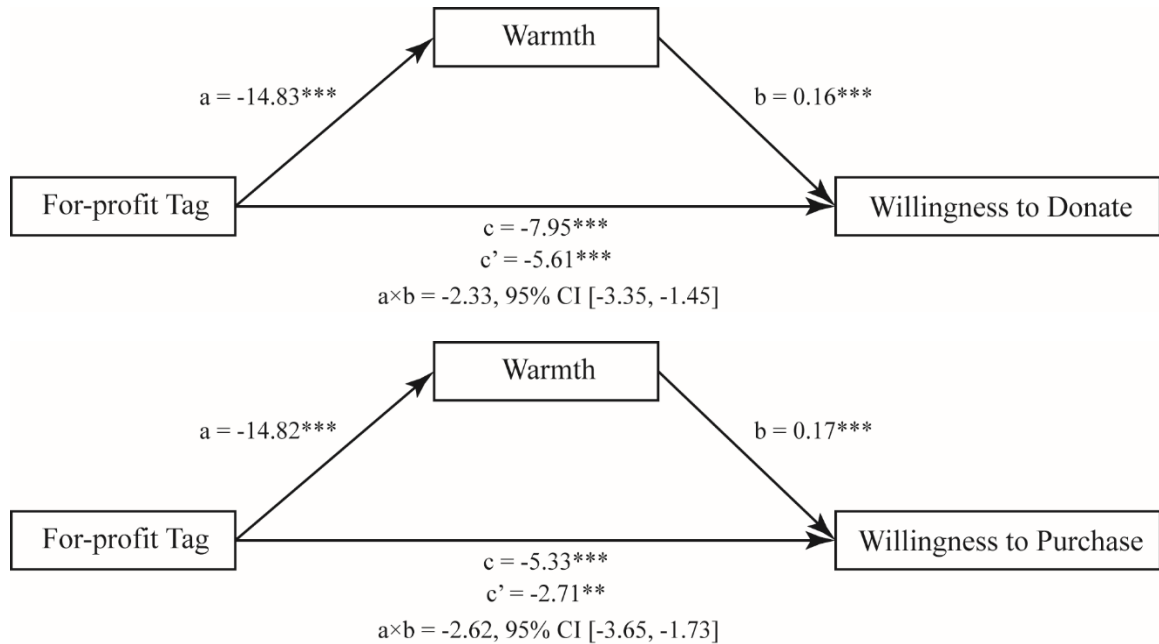 Warmth
a = -14.83***
b = 0.16***
For-profit Tag
Willingness to Donate
c = -7.95***
c’ = -5.61***
a×b = -2.33, 95% CI [-3.35, -1.45]
Warmth
a = -14.82***
b = 0.17***
For-profit Tag
Willingness to Purchase
c = -5.33***
c’ = -2.71**
a×b = -2.62, 95% CI [-3.65, -1.73]